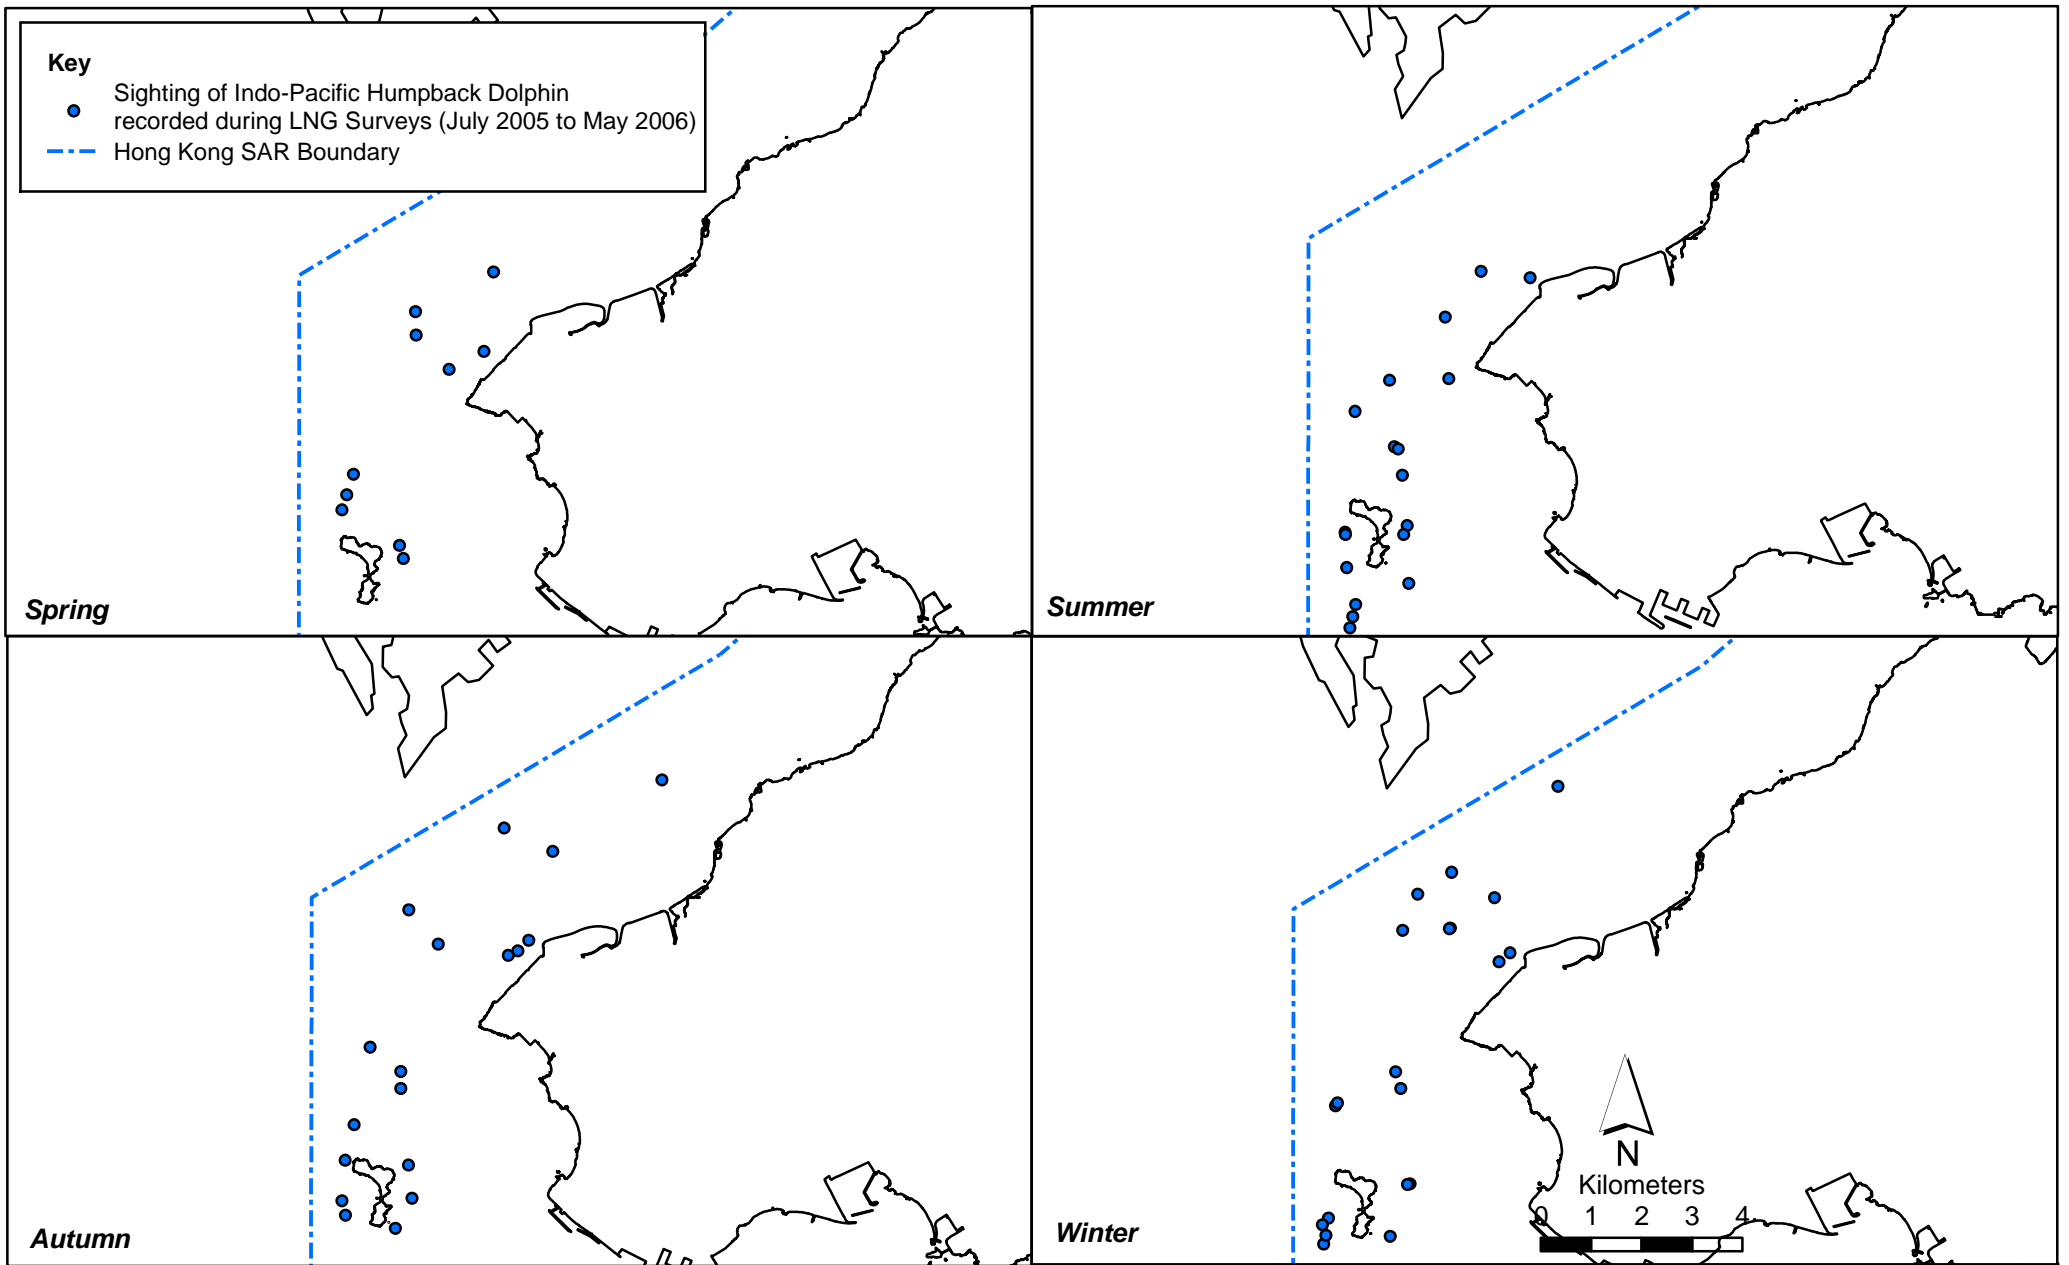 Key
Sighting of Indo-Pacific Humpback Dolphin
recorded during LNG Surveys (July 2005 to May 2006)
Hong Kong SAR Boundary
Spring
Summer
Autumn
Winter
N
Kilometers
0 1 2 3 4